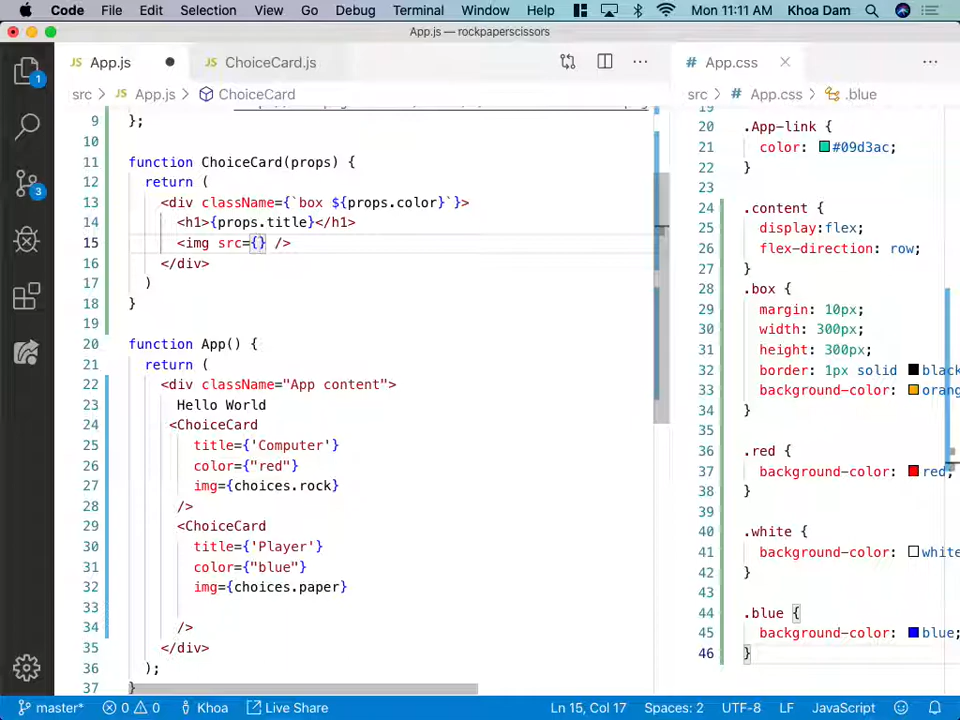 Code File Edit Selection View Go Debug Terminal Window Help Mon 11:11 AM Khoa Dam
App.js — rockpaperscissors
JS App.js
JS ChoiceCard.js
# App.css
src > JS App.js > ChoiceCard
src > # App.css > .blue
9 };
10
11 function ChoiceCard(props) {
12 return (
13 <div className={`box ${props.color}`}>
14 <h1>{props.title}</h1>
15 <img src={} />
16 </div>
17 )
18 }
19
20 function App() {
21 return (
22 <div className="App content">
23 Hello World
24 <ChoiceCard
25 title={'Computer'}
26 color={"red"}
27 img={choices.rock}
28 />
29 <ChoiceCard
30 title={'Player'}
31 color={"blue"}
32 img={choices.paper}
33
34 />
35 </div>
36 );
37 }
19
20 .App-link {
21 color: #09d3ac;
22 }
23
24 .content {
25 display:flex;
26 flex-direction: row;
27 }
28 .box {
29 margin: 10px;
30 width: 300px;
31 height: 300px;
32 border: 1px solid black
33 background-color: orang
34 }
35
36 .red {
37 background-color: red;
38 }
39
40 .white {
41 background-color: white
42 }
43
44 .blue {
45 background-color: blue;
46 }
1
3
master* 0 0 Khoa Live Share Ln 15, Col 17 Spaces: 2 UTF-8 LF JavaScript